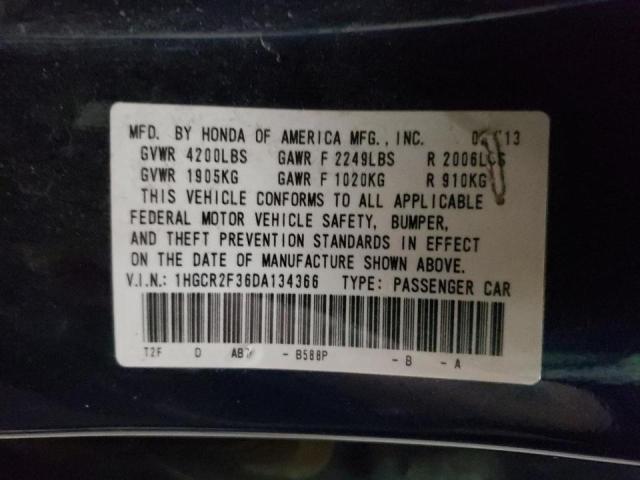 MFD. BY HONDA OF AMERICA MFG., INC.
GVWR 4200LBS GAWR F 2249LBS R 2006LBS
GVWR 1905KG GAWR F 1020KG R 910KG
THIS VEHICLE CONFORMS TO ALL APPLICABLE
FEDERAL MOTOR VEHICLE SAFETY, BUMPER,
AND THEFT PREVENTION STANDARDS IN EFFECT
ON THE DATE OF MANUFACTURE SHOWN ABOVE.
V.I.N.: 1HGCR2F36DA134366 TYPE: PASSENGER CAR
T2F D - B588P - B - A